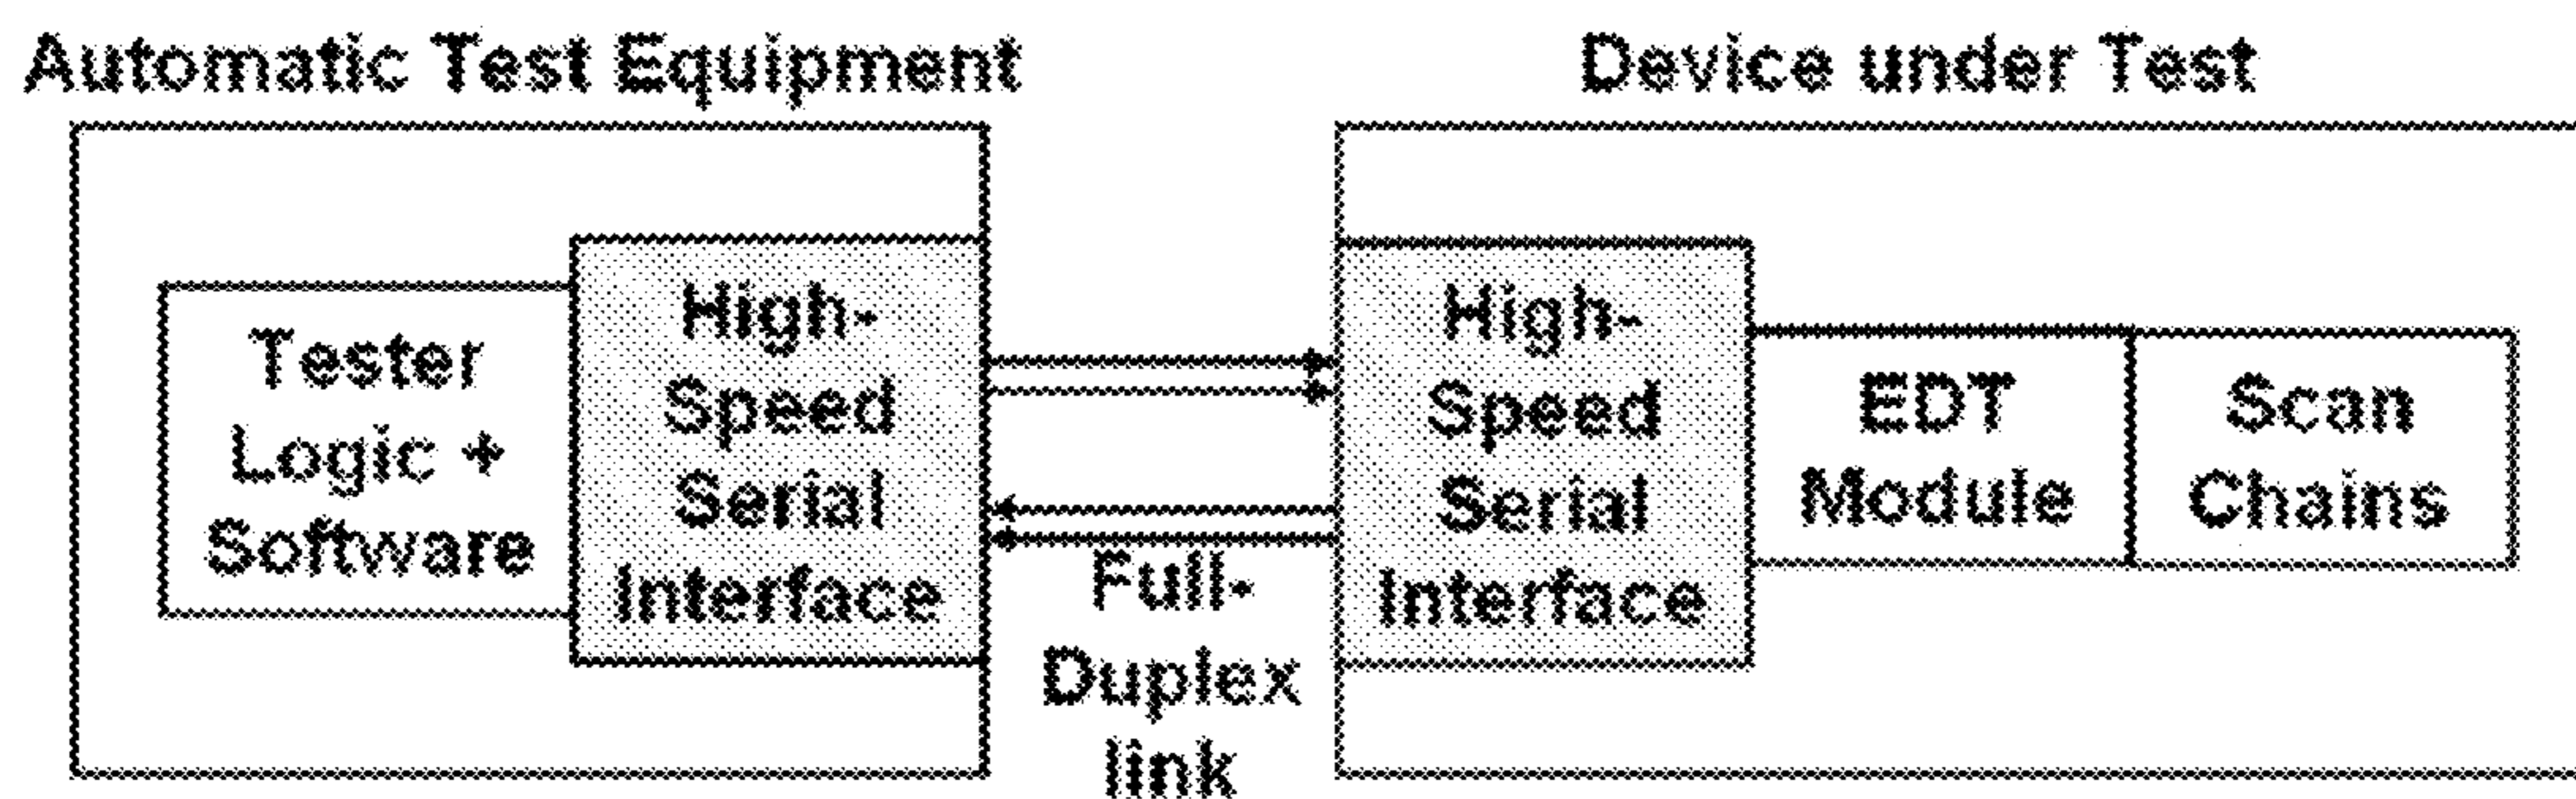 Automatic Test Equipment
Device under Test
Tester
Logic +
Software
High-
Speed
Serial
Interface
Full-
Duplex
link
High-
Speed
Serial
Interface
EDT
Module
Scan
Chains